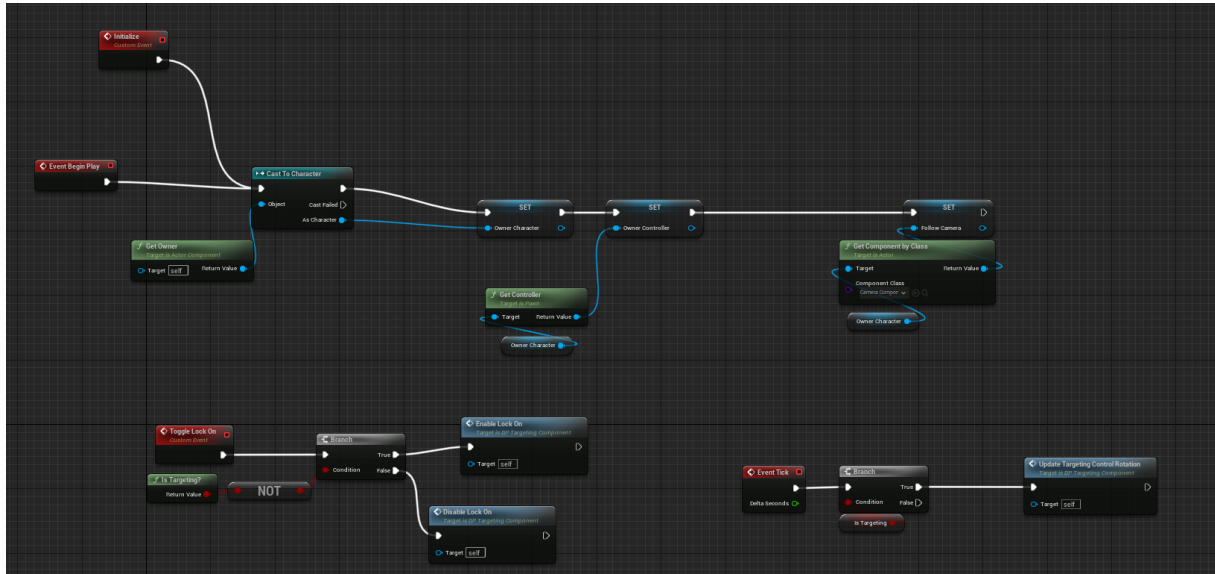 Initialize
Custom Event
Event Begin Play
Cast To Character
Object
Cast Failed
As Character
Get Owner
Target is Actor Component
Target
self
Return Value
SET
Owner Character
SET
Owner Controller
SET
Follow Camera
Get Controller
Target is Pawn
Target
Return Value
Owner Character
Get Component by Class
Target is Actor
Target
Return Value
Component Class
Camera Compor
Owner Character
Toggle Lock On
Custom Event
Is Targeting?
Return Value
NOT
Branch
True
Condition
False
Enable Lock On
Target is DP Targeting Component
Target
self
Disable Lock On
Target is DP Targeting Component
Target
self
Event Tick
Delta Seconds
Branch
True
Condition
False
Is Targeting
Update Targeting Control Rotation
Target is DP Targeting Component
Target
self